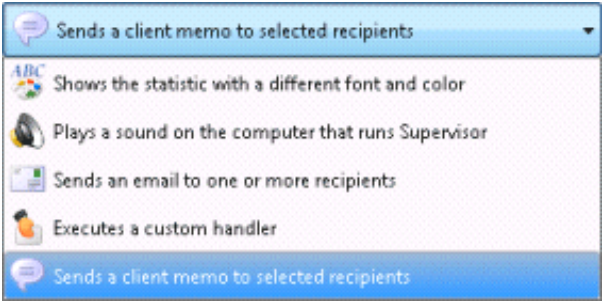 Sends a client memo to selected recipients
ABC
Shows the statistic with a different font and color
Plays a sound on the computer that runs Supervisor
Sends an email to one or more recipients
Executes a custom handler
Sends a client memo to selected recipients